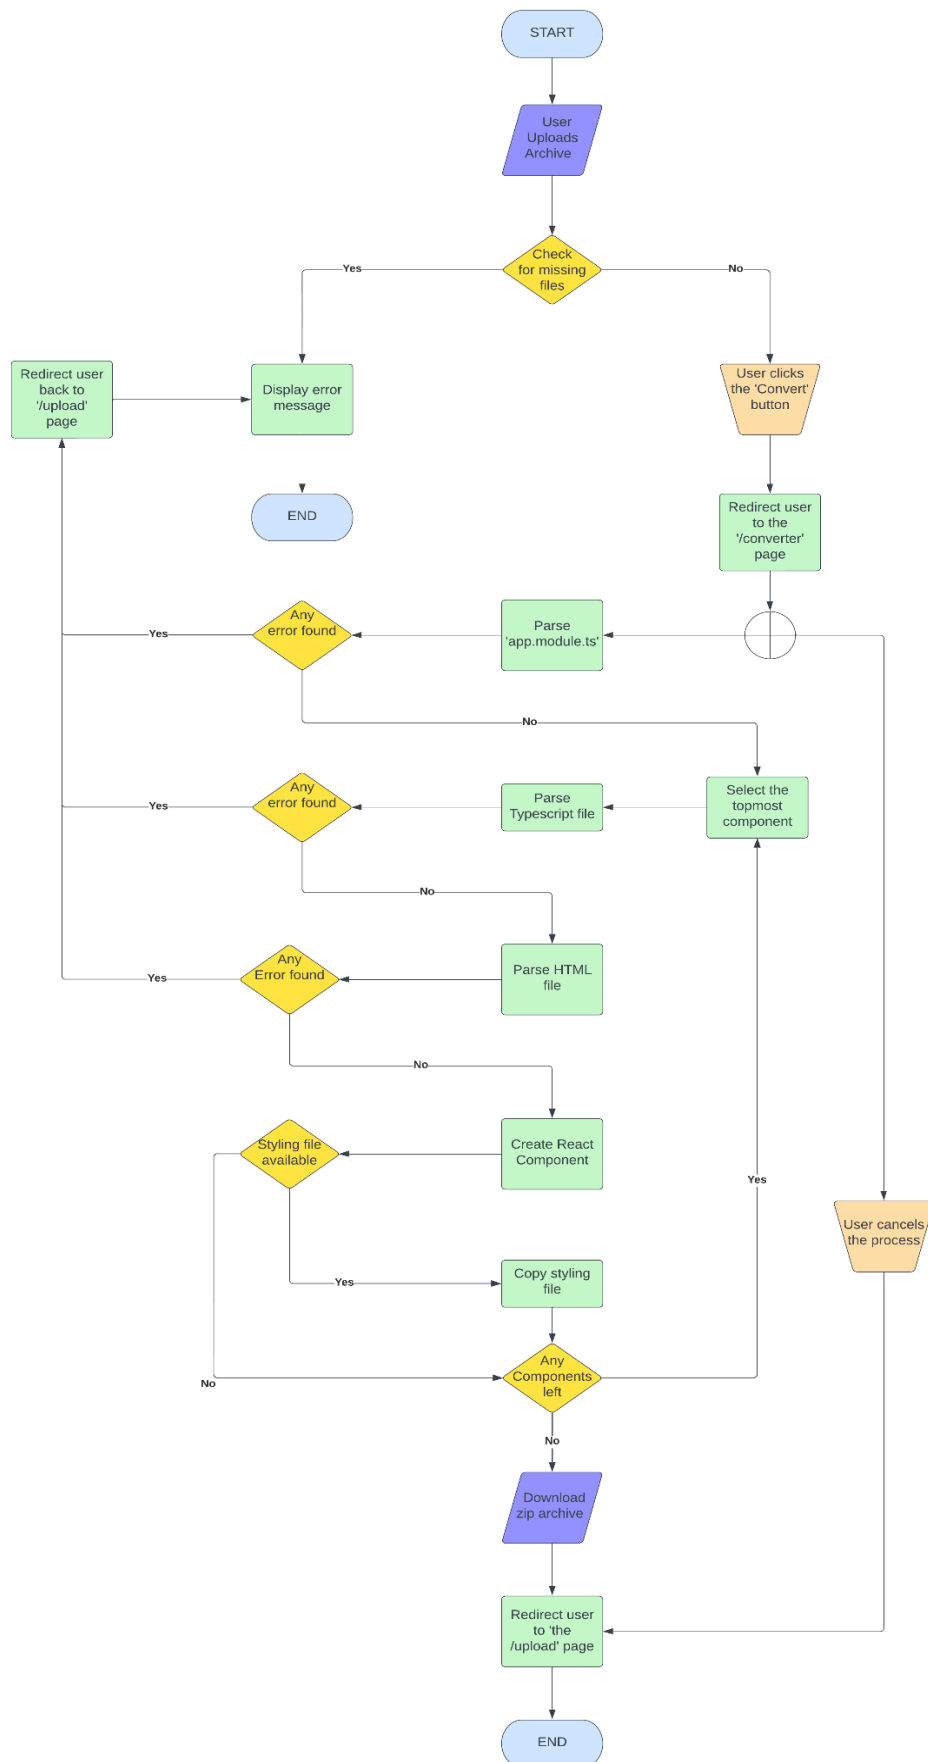 START
User
Uploads
Archive
Check
for missing
files
Yes
No
Redirect user
back to
'/upload'
page
Display error
message
User clicks
the 'Convert'
button
END
Redirect user
to the
'/converter'
page
Any
error found
Yes
Parse
'app.module.ts'
No
Any
error found
Yes
Parse
Typescript file
Select the
topmost
component
No
Any
Error found
Yes
Parse HTML
file
No
Styling file
available
Create React
Component
Yes
User cancels
the process
Yes
Copy styling
file
No
Any
Components
left
No
Download
zip archive
Redirect user
to 'the
/upload' page
END